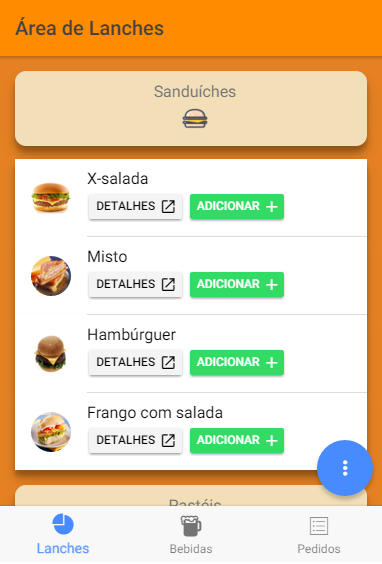 Área de Lanches
Sanduíches
X-salada
DETALHES ADICIONAR
Misto
DETALHES ADICIONAR
Hambúrguer
DETALHES ADICIONAR
Frango com salada
DETALHES ADICIONAR
Pastéis
Lanches Bebidas Pedidos